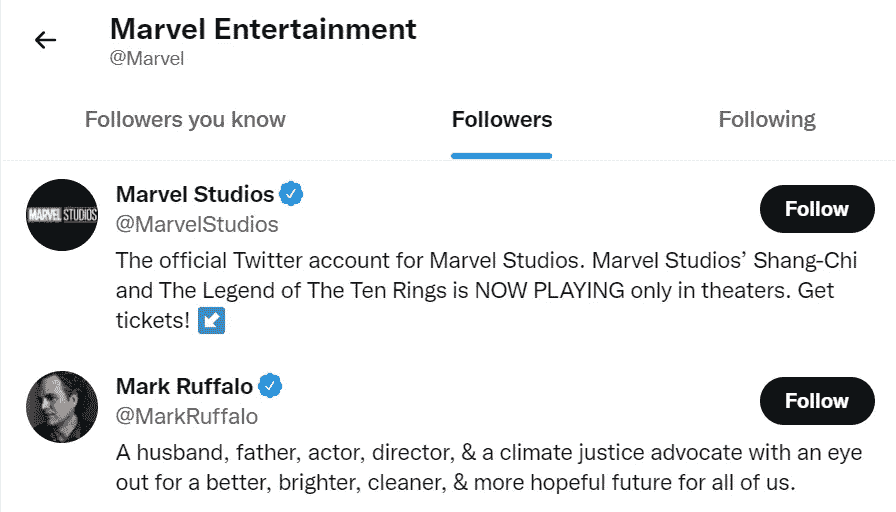 Marvel Entertainment
@Marvel
Followers you know
Followers
Following
MARVEL STUDIOS
Marvel Studios
@MarvelStudios
Follow
The official Twitter account for Marvel Studios. Marvel Studios’ Shang-Chi
and The Legend of The Ten Rings is NOW PLAYING only in theaters. Get
tickets! ↙️
Mark Ruffalo
@MarkRuffalo
Follow
A husband, father, actor, director, & a climate justice advocate with an eye
out for a better, brighter, cleaner, & more hopeful future for all of us.